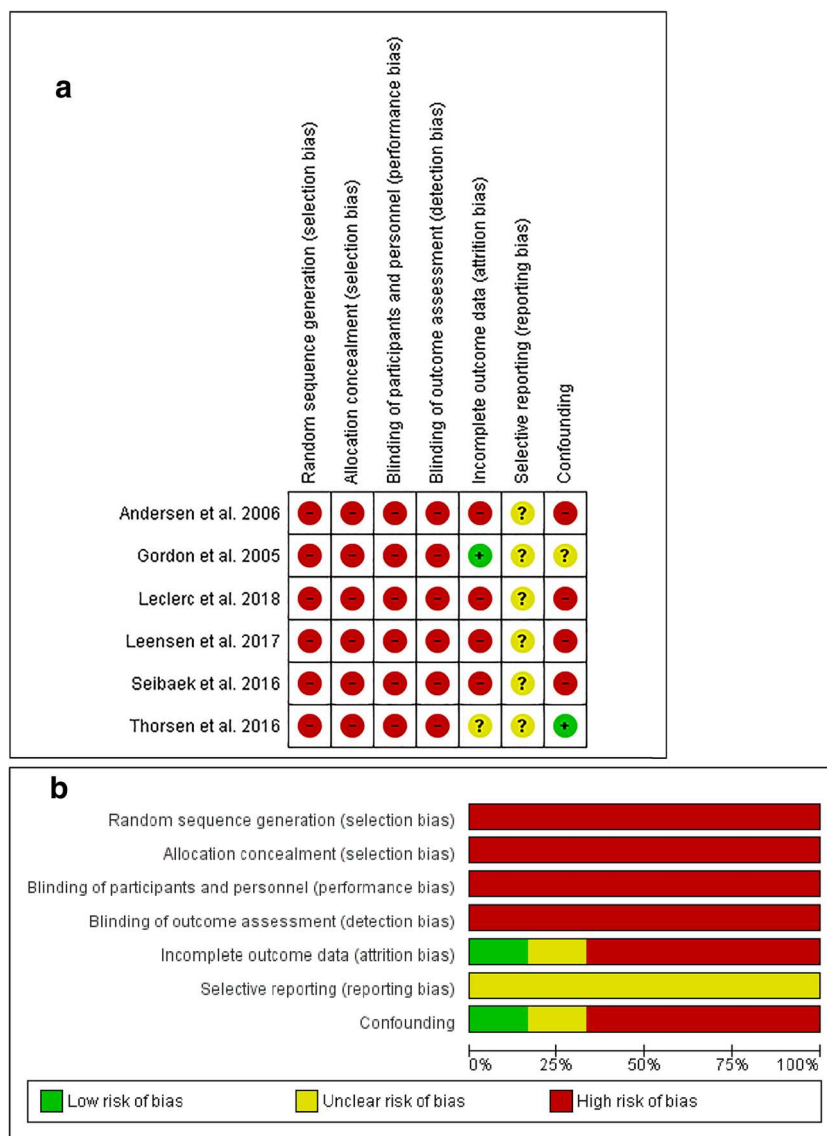 a
Random sequence generation (selection bias)
Allocation concealment (selection bias)
Blinding of participants and personnel (performance bias)
Blinding of outcome assessment (detection bias)
Incomplete outcome data (attrition bias)
Selective reporting (reporting bias)
Confounding
Andersen et al. 2006 - - - - - ? -
Gordon et al. 2005 - - - - + ? ?
Leclerc et al. 2018 - - - - - ? -
Leensen et al. 2017 - - - - - ? -
Seibaek et al. 2016 - - - - - ? -
Thorsen et al. 2016 - - - - ? ? +
b
Random sequence generation (selection bias)
Allocation concealment (selection bias)
Blinding of participants and personnel (performance bias)
Blinding of outcome assessment (detection bias)
Incomplete outcome data (attrition bias)
Selective reporting (reporting bias)
Confounding
0% 25% 50% 75% 100%
Low risk of bias Unclear risk of bias High risk of bias